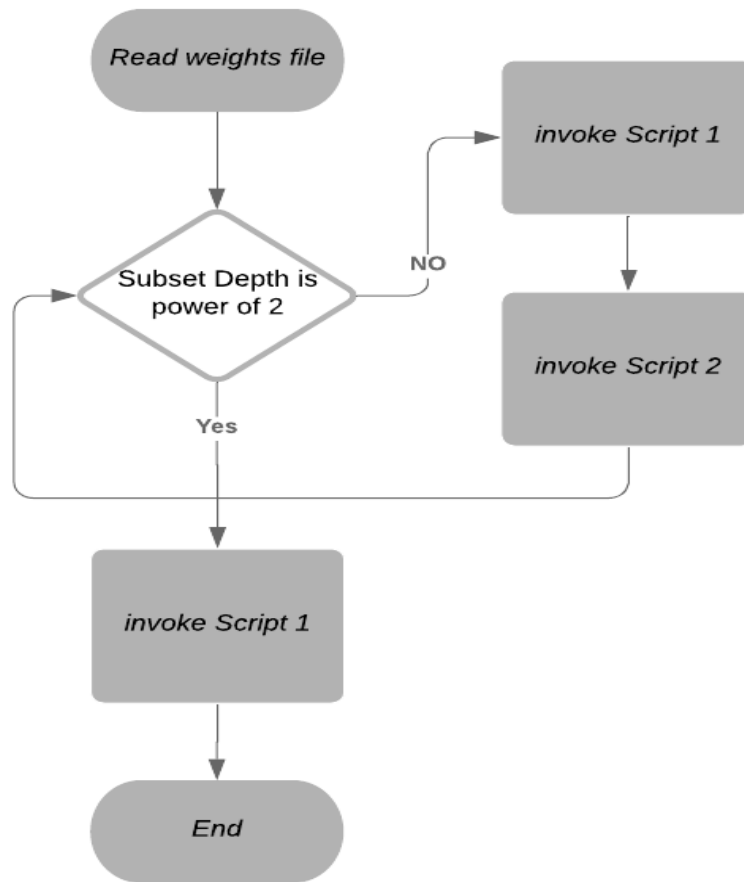 Read weights file
invoke Script 1
Subset Depth is
power of 2
NO
invoke Script 2
Yes
invoke Script 1
End